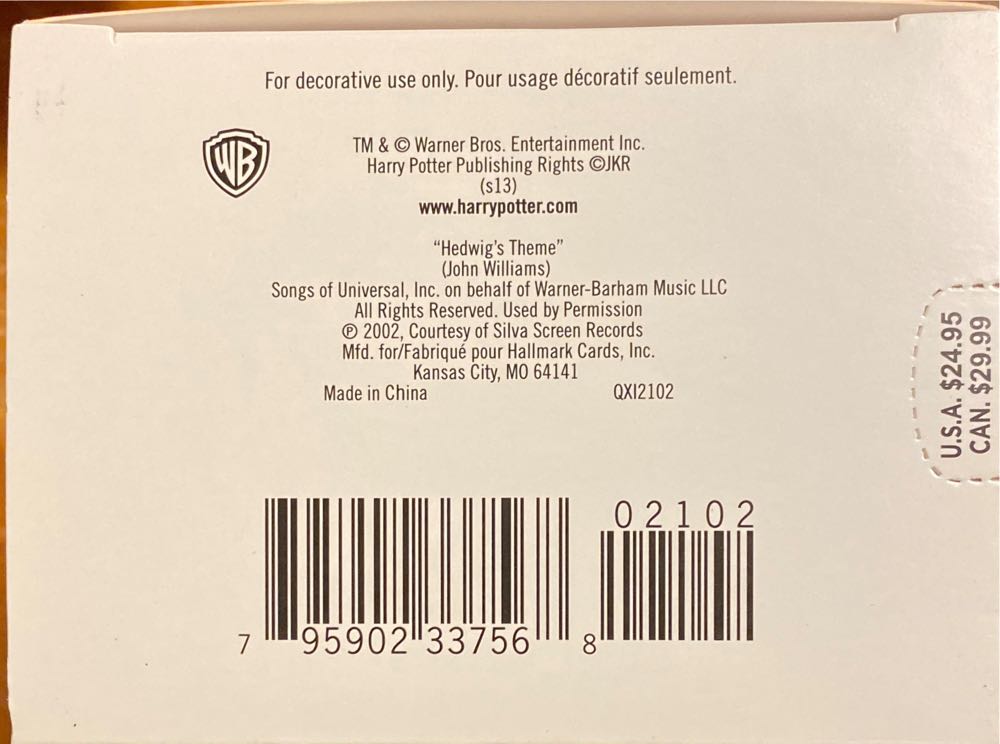 For decorative use only. Pour usage décoratif seulement.
WB
TM & © Warner Bros. Entertainment Inc.
Harry Potter Publishing Rights ©JKR
(s13)
www.harrypotter.com
“Hedwig’s Theme”
(John Williams)
Songs of Universal, Inc. on behalf of Warner-Barham Music LLC
All Rights Reserved. Used by Permission
℗ 2002, Courtesy of Silva Screen Records
Mfd. for/Fabriqué pour Hallmark Cards, Inc.
Kansas City, MO 64141
Made in China QXI2102
U.S.A. $24.95
CAN. $29.99
02102
7 95902 33756 8